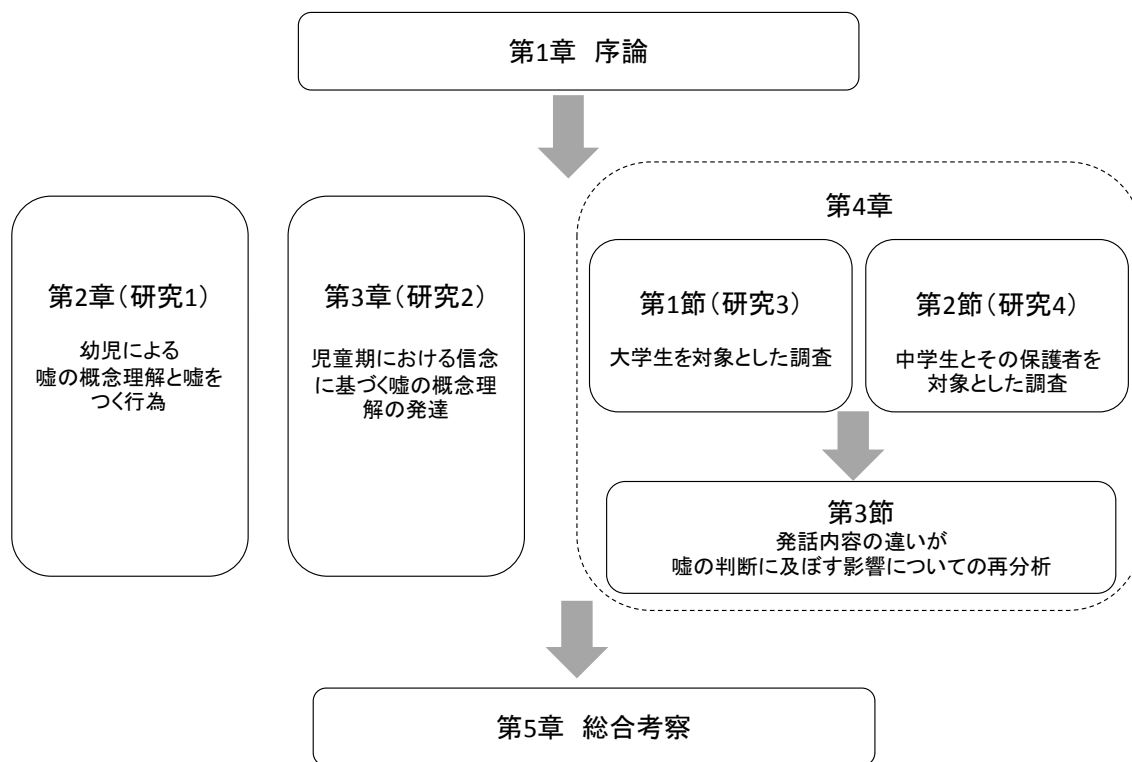 第1章 序論
第2章（研究1）
幼児による
嘘の概念理解と嘘を
つく行為
第3章（研究2）
児童期における信念
に基づく嘘の概念理
解の発達
第4章
第1節（研究3）
大学生を対象とした調査
第2節（研究4）
中学生とその保護者を
対象とした調査
第3節
発話内容の違いが
嘘の判断に及ぼす影響についての再分析
第5章 総合考察